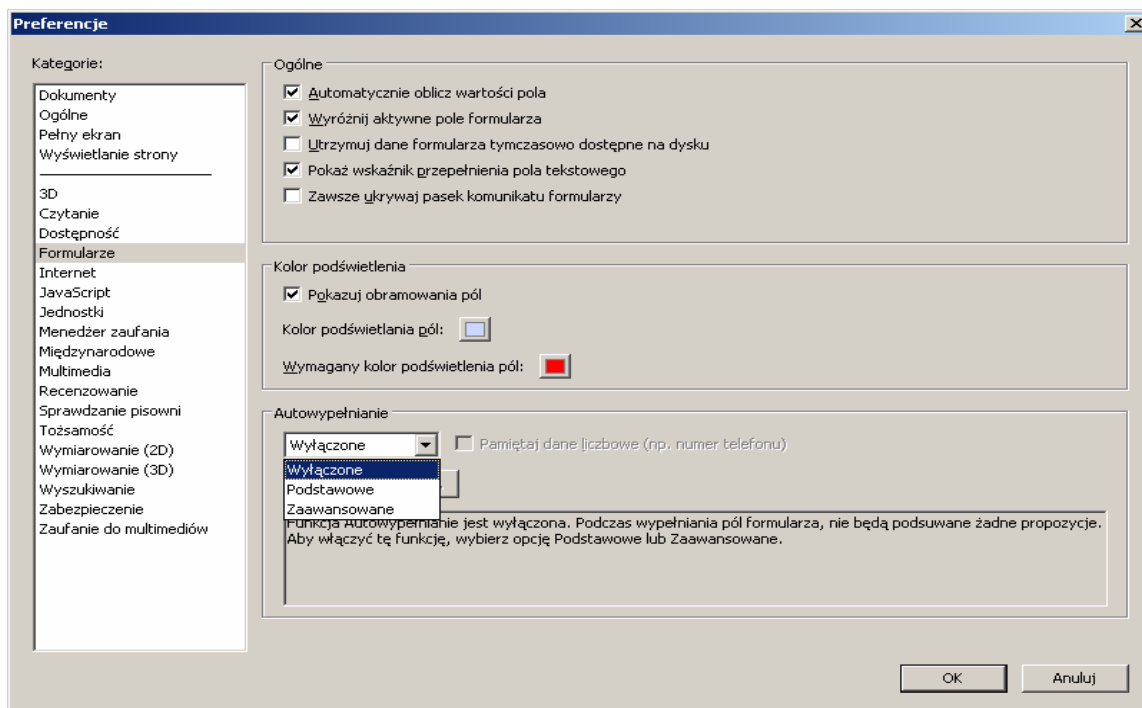 Preferencje
Kategorie:
Dokumenty
Ogólne
Pełny ekran
Wyświetlanie strony
3D
Czytanie
Dostępność
Formularze
Internet
JavaScript
Jednostki
Menedżer zaufania
Międzynarodowe
Multimedia
Recenzowanie
Sprawdzanie pisowni
Tożsamość
Wymiarowanie (2D)
Wymiarowanie (3D)
Wyszukiwanie
Zabezpieczenie
Zaufanie do multimediów
Ogólne
Automatycznie oblicz wartości pola
Wyróżnij aktywne pole formularza
Utrzymuj dane formularza tymczasowo dostępne na dysku
Pokaż wskaźnik przepełnienia pola tekstowego
Zawsze ukrywaj pasek komunikatu formularzy
Kolor podświetlenia
Pokazuj obramowania pól
Kolor podświetlania pól:
Wymagany kolor podświetlenia pól:
Autowypełnianie
Wyłączone Pamiętaj dane liczbowe (np. numer telefonu)
Wyłączone
Podstawowe
Zaawansowane
Funkcja Autowypełnianie jest wyłączona. Podczas wypełniania pól formularza, nie będą podsuwane żadne propozycje.
Aby włączyć tę funkcję, wybierz opcję Podstawowe lub Zaawansowane.
OK Anuluj